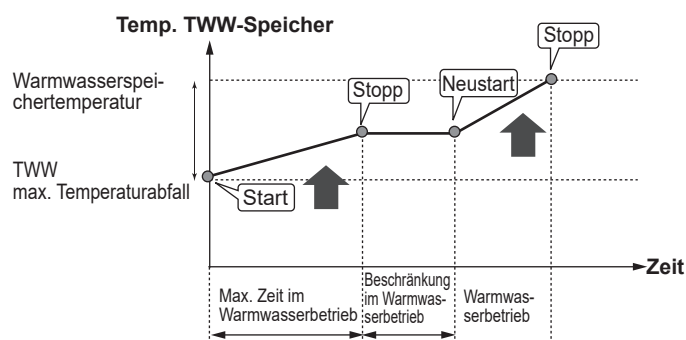 Temp. TWW-Speicher
Stopp
Warmwasserspei-
chertemperatur
Stopp
Neustart
TWW
max. Temperaturabfall
Start
Zeit
Max. Zeit im
Warmwasserbetrieb
Beschränkung
im Warmwas-
serbetrieb
Warmwas-
serbetrieb